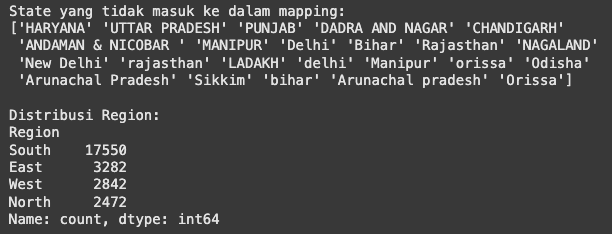 State yang tidak masuk ke dalam mapping:
['HARYANA' 'UTTAR PRADESH' 'PUNJAB' 'DADRA AND NAGAR' 'CHANDIGARH'
 'ANDAMAN & NICOBAR ' 'MANIPUR' 'Delhi' 'Bihar' 'Rajasthan' 'NAGALAND'
 'New Delhi' 'rajasthan' 'LADAKH' 'delhi' 'Manipur' 'orissa' 'Odisha'
 'Arunachal Pradesh' 'Sikkim' 'bihar' 'Arunachal pradesh' 'Orissa']

Distribusi Region:
Region
South    17550
East      3282
West      2842
North     2472
Name: count, dtype: int64